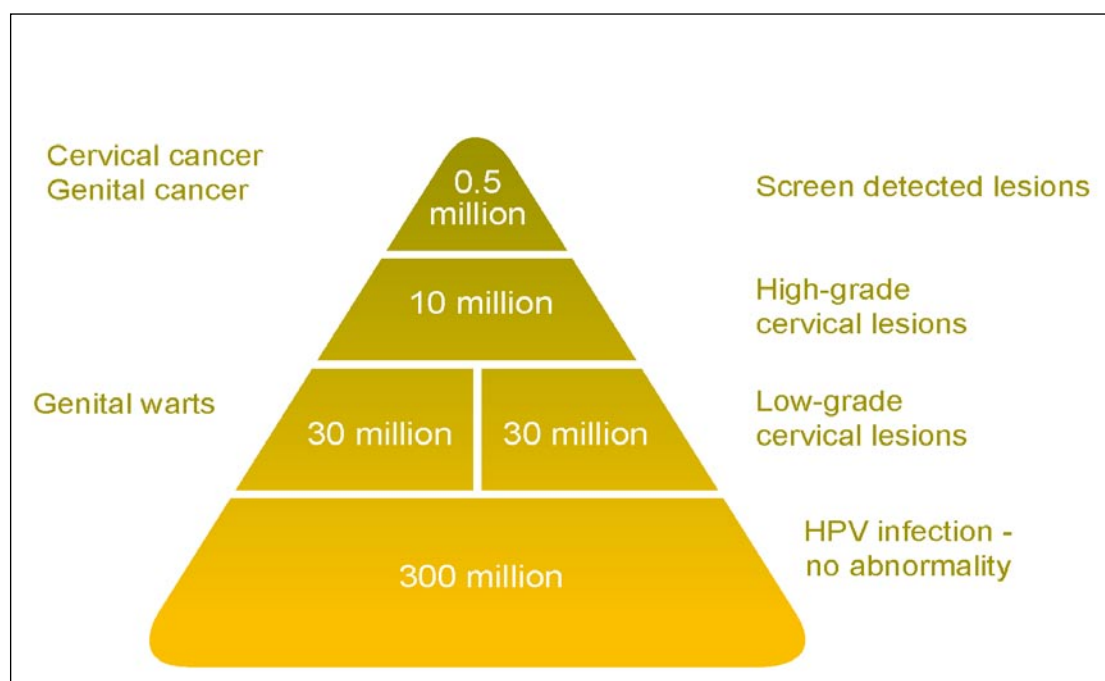 Cervical cancer
Genital cancer
0.5
million
Screen detected lesions
10 million
High-grade
cervical lesions
Genital warts
30 million
30 million
Low-grade
cervical lesions
300 million
HPV infection -
no abnormality